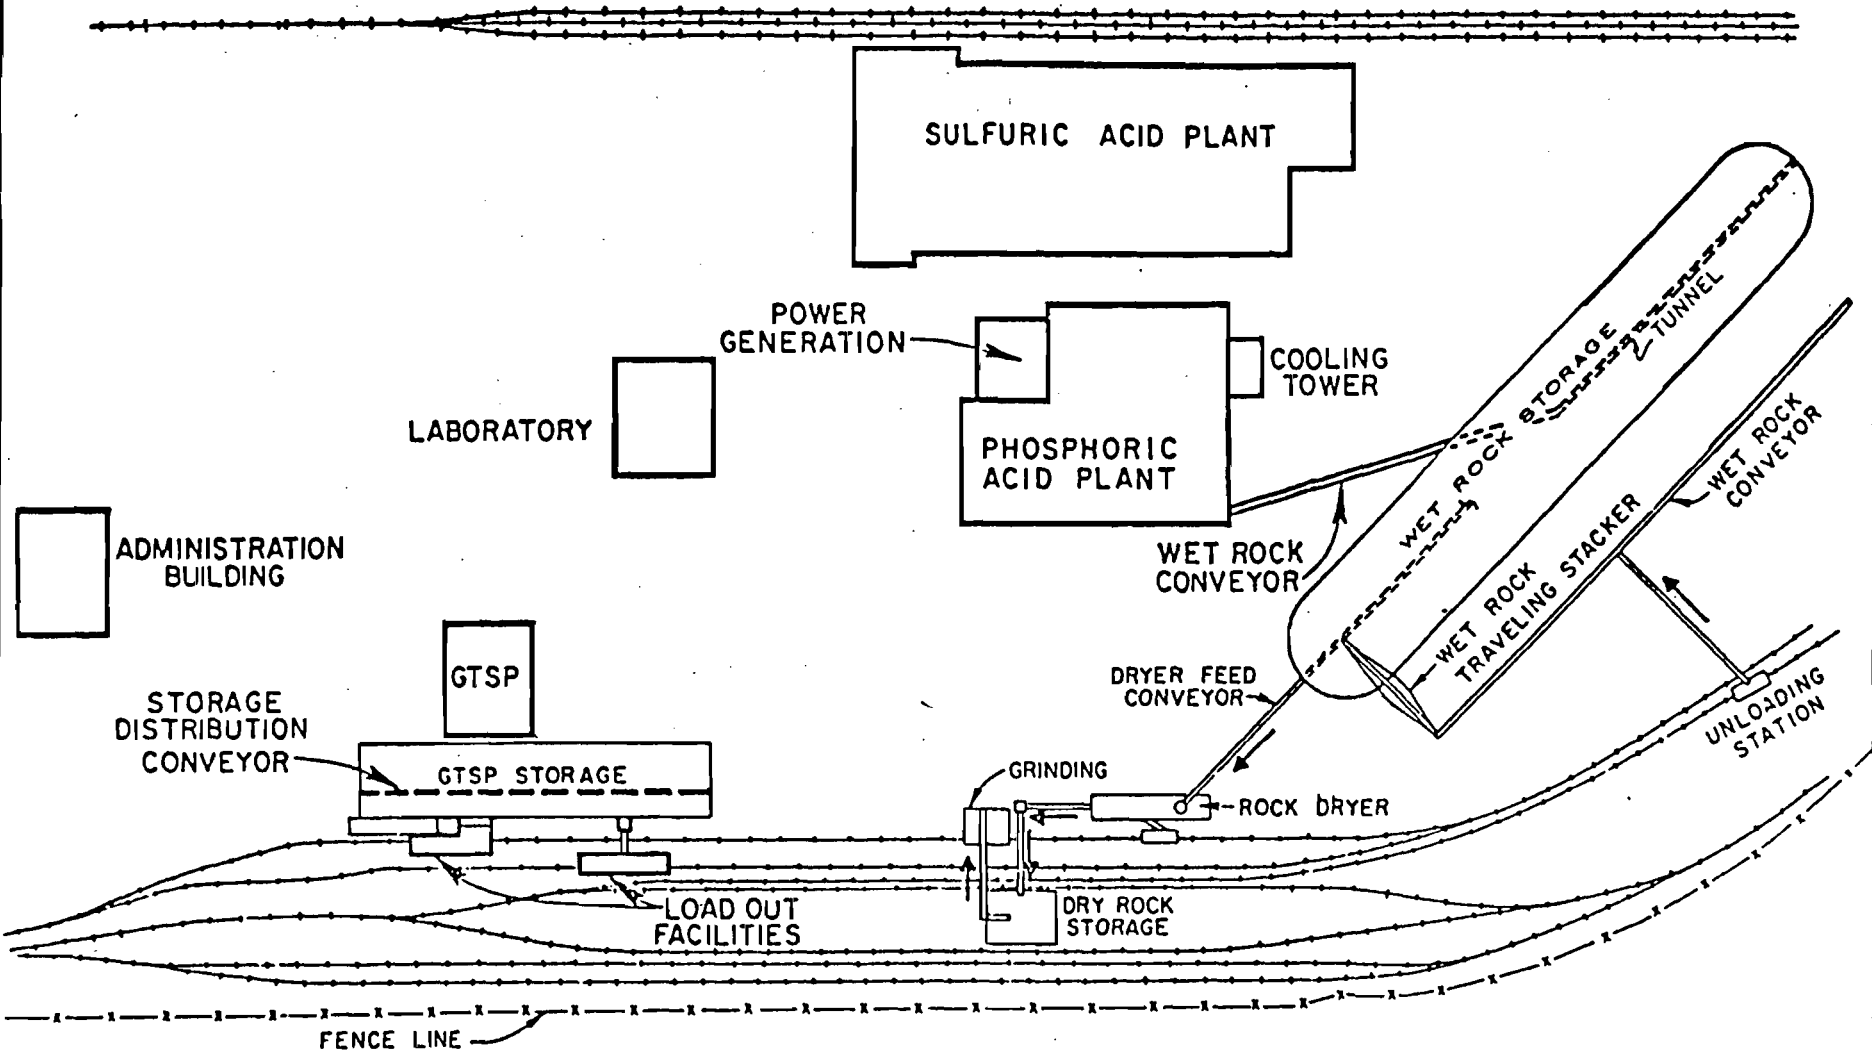 SULFURIC ACID PLANT
POWER
GENERATION
COOLING
TOWER
WET ROCK STORAGE
TUNNEL
LABORATORY
PHOSPHORIC
ACID PLANT
WET ROCK
CONVEYOR
WET ROCK
CONVEYOR
ADMINISTRATION
BUILDING
WET ROCK
TRAVELING STACKER
GTSP
DRYER FEED
CONVEYOR
UNLOADING
STATION
STORAGE
DISTRIBUTION
CONVEYOR
GTSP STORAGE
GRINDING
ROCK DRYER
LOAD OUT
FACILITIES
DRY ROCK
STORAGE
FENCE LINE